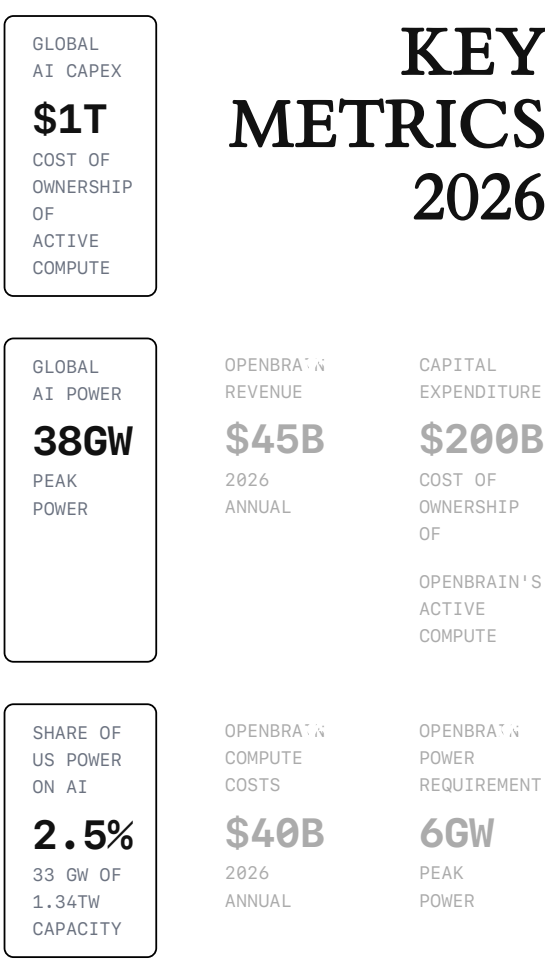 KEY
METRICS
2026
GLOBAL
AI CAPEX
$1T
COST OF
OWNERSHIP
OF
ACTIVE
COMPUTE
GLOBAL
AI POWER
38GW
PEAK
POWER
OPENBRAIN
REVENUE
$45B
2026
ANNUAL
CAPITAL
EXPENDITURE
$200B
COST OF
OWNERSHIP
OF
OPENBRAIN'S
ACTIVE
COMPUTE
SHARE OF
US POWER
ON AI
2.5%
33 GW OF
1.34TW
CAPACITY
OPENBRAIN
COMPUTE
COSTS
$40B
2026
ANNUAL
OPENBRAIN
POWER
REQUIREMENT
6GW
PEAK
POWER